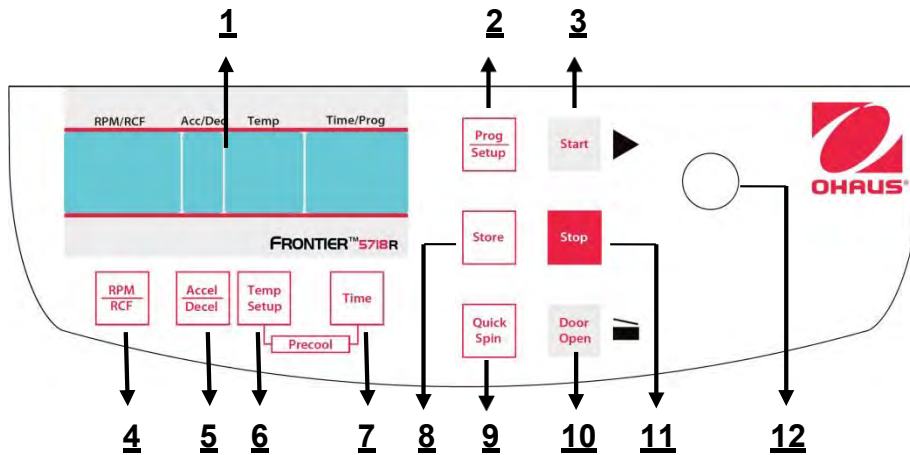 1 2 3
RPM/RCF Acc/Dec Temp Time/Prog
Prog
Setup
Start
OHAUS®
FRONTIER™5718R
Store
Stop
RPM
RCF
Accel
Decel
Temp
Setup
Time
Precool
Quick
Spin
Door
Open
4 5 6 7 8 9 10 11 12